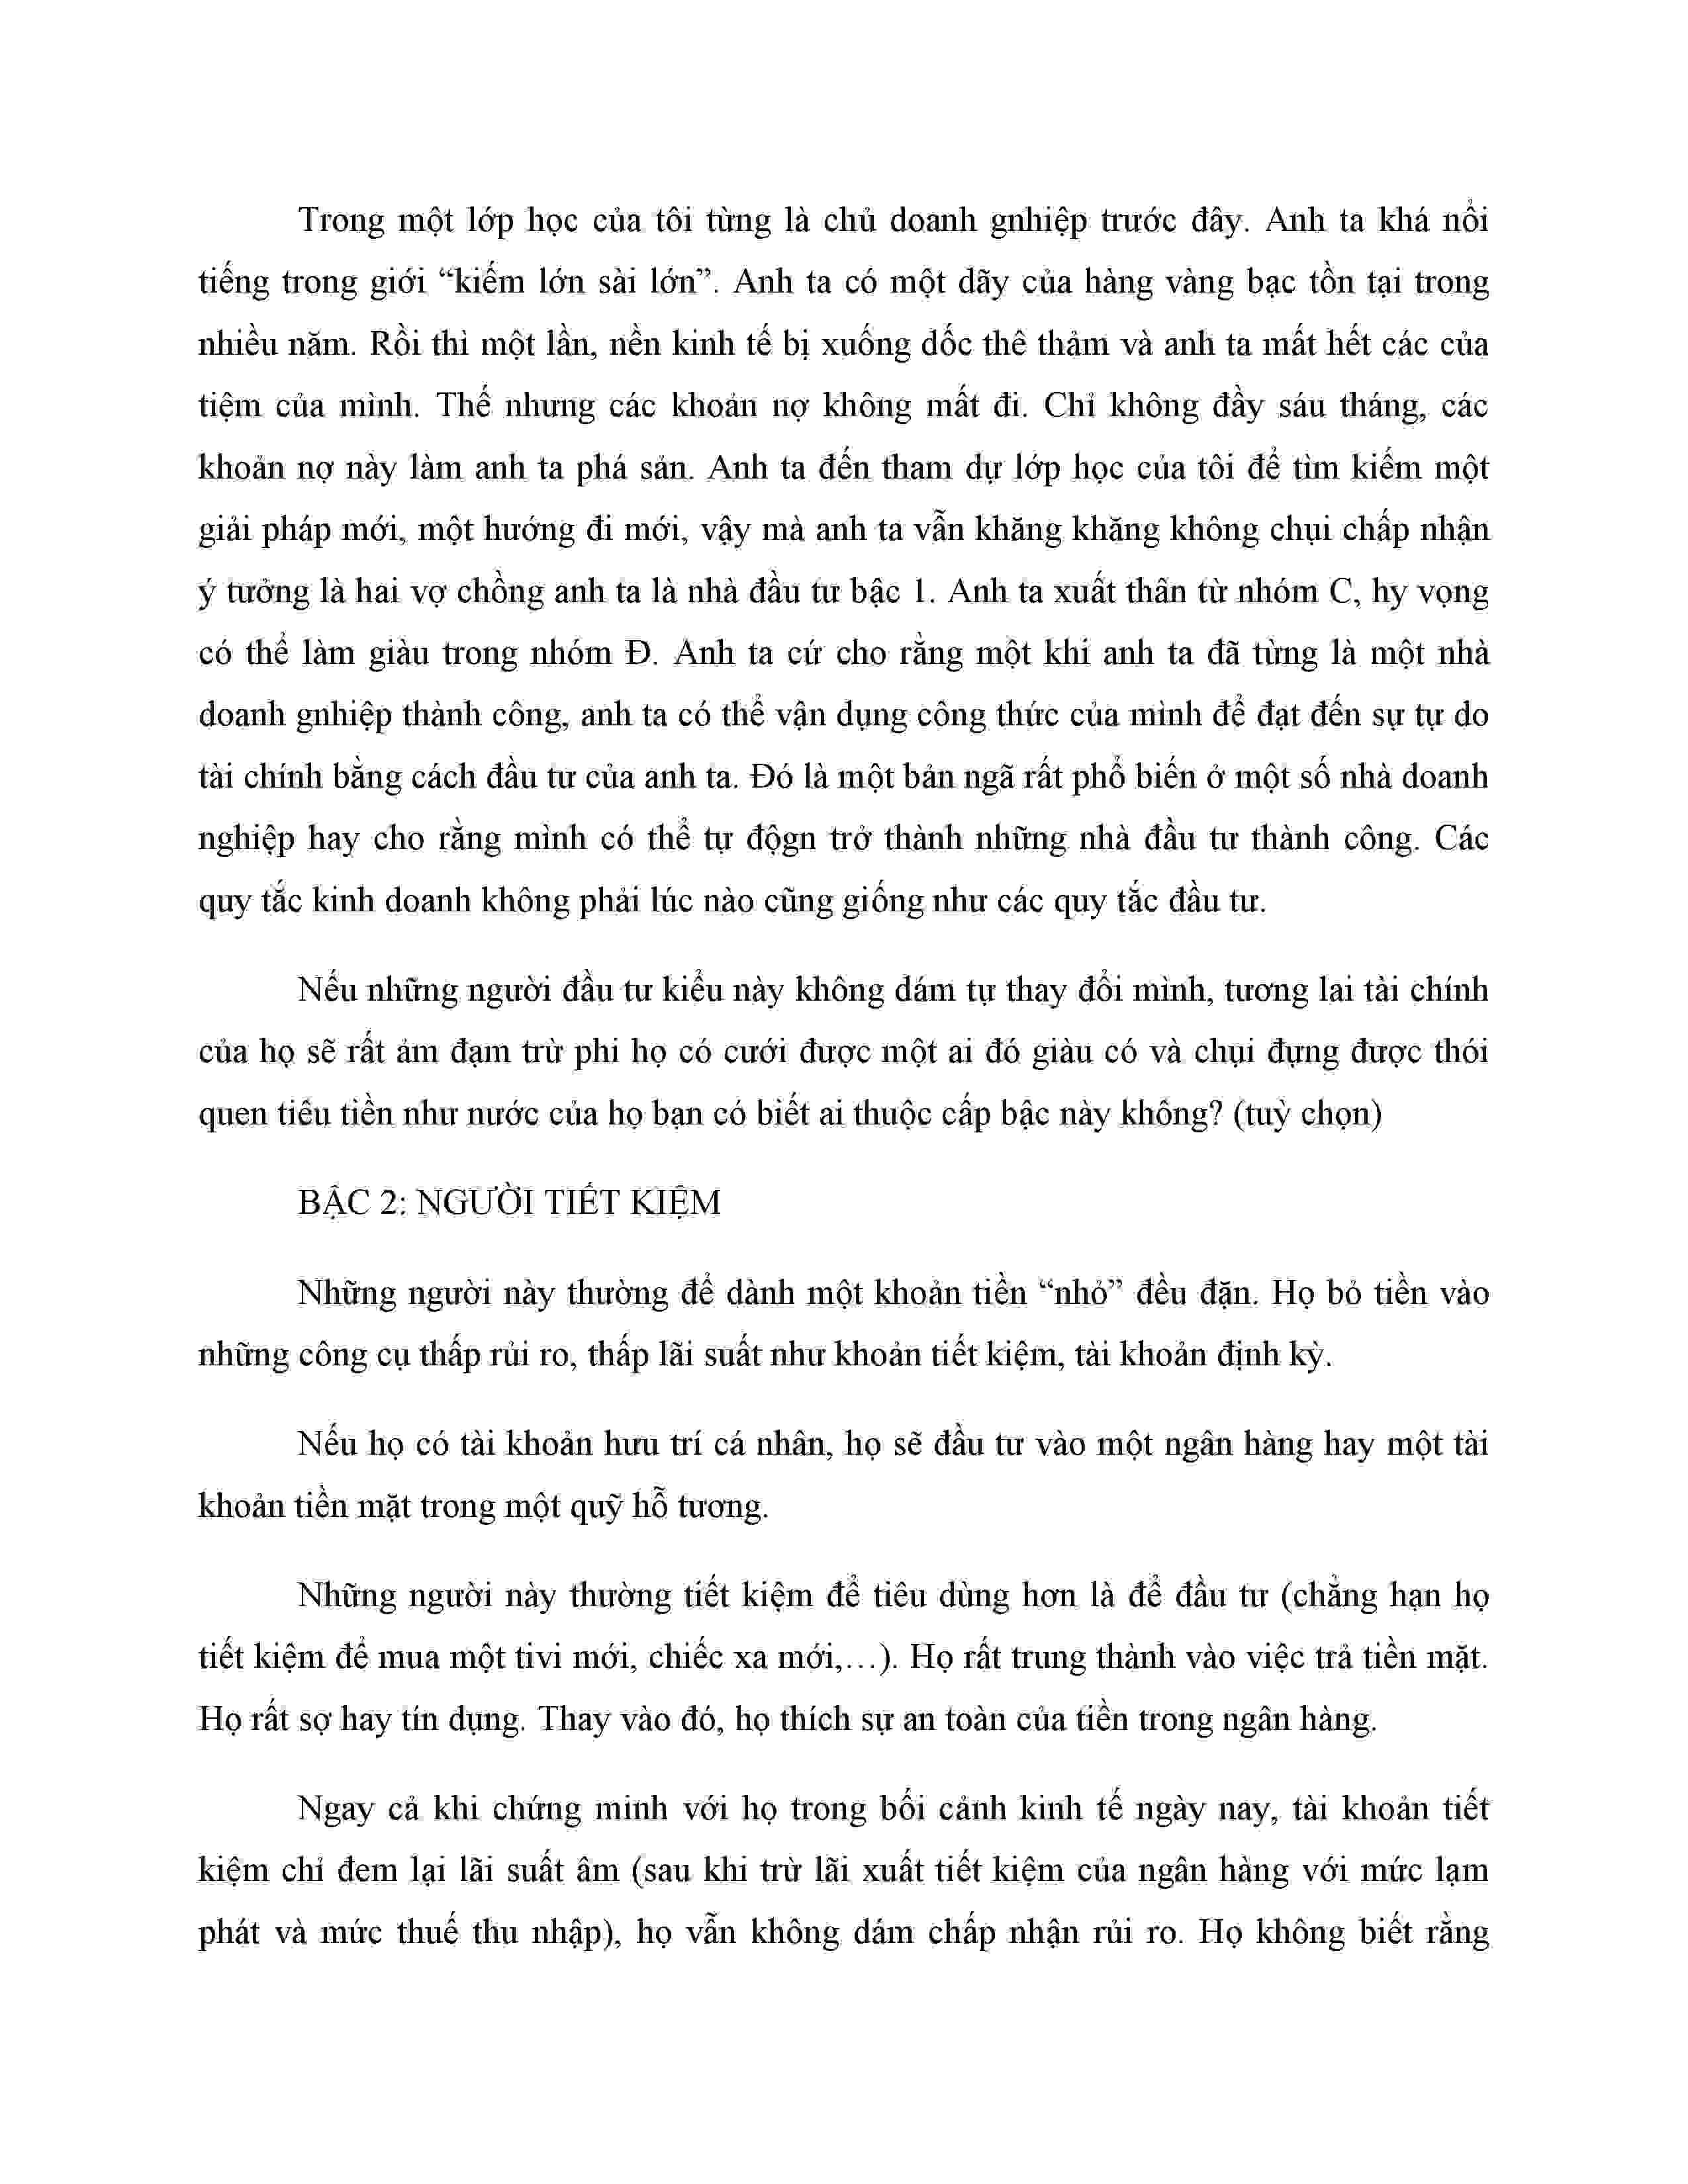 Trong một lớp học của tôi từng là chủ doanh gnhiệp trước đây. Anh ta khá nổi
tiếng trong giới “kiếm lớn sài lớn”. Anh ta có một dãy của hàng vàng bạc tồn tại trong
nhiều năm. Rồi thì một lần, nền kinh tế bị xuống dốc thê thảm và anh ta mất hết các của
tiệm của mình. Thế nhưng các khoản nợ không mất đi. Chỉ không đầy sáu tháng, các
khoản nợ này làm anh ta phá sản. Anh ta đến tham dự lớp học của tôi để tìm kiếm một
giải pháp mới, một hướng đi mới, vậy mà anh ta vẫn khăng khăng không chụi chấp nhận
ý tưởng là hai vợ chồng anh ta là nhà đầu tư bậc 1. Anh ta xuất thân từ nhóm C, hy vọng
có thể làm giàu trong nhóm Đ. Anh ta cứ cho rằng một khi anh ta đã từng là một nhà
doanh gnhiệp thành công, anh ta có thể vận dụng công thức của mình để đạt đến sự tự do
tài chính bằng cách đầu tư của anh ta. Đó là một bản ngã rất phổ biến ở một số nhà doanh
nghiệp hay cho rằng mình có thể tự độgn trở thành những nhà đầu tư thành công. Các
quy tắc kinh doanh không phải lúc nào cũng giống như các quy tắc đầu tư.
Nếu những người đầu tư kiểu này không dám tự thay đổi mình, tương lai tài chính
của họ sẽ rất ảm đạm trừ phi họ có cưới được một ai đó giàu có và chụi đựng được thói
quen tiêu tiền như nước của họ bạn có biết ai thuộc cấp bậc này không? (tuỳ chọn)
BẬC 2: NGƯỜI TIẾT KIỆM
Những người này thường để dành một khoản tiền “nhỏ” đều đặn. Họ bỏ tiền vào
những công cụ thấp rủi ro, thấp lãi suất như khoản tiết kiệm, tài khoản định kỳ.
Nếu họ có tài khoản hưu trí cá nhân, họ sẽ đầu tư vào một ngân hàng hay một tài
khoản tiền mặt trong một quỹ hỗ tương.
Những người này thường tiết kiệm để tiêu dùng hơn là để đầu tư (chẳng hạn họ
tiết kiệm để mua một tivi mới, chiếc xa mới,…). Họ rất trung thành vào việc trả tiền mặt.
Họ rất sợ hay tín dụng. Thay vào đó, họ thích sự an toàn của tiền trong ngân hàng.
Ngay cả khi chứng minh với họ trong bối cảnh kinh tế ngày nay, tài khoản tiết
kiệm chỉ đem lại lãi suất âm (sau khi trừ lãi xuất tiết kiệm của ngân hàng với mức lạm
phát và mức thuế thu nhập), họ vẫn không dám chấp nhận rủi ro. Họ không biết rằng